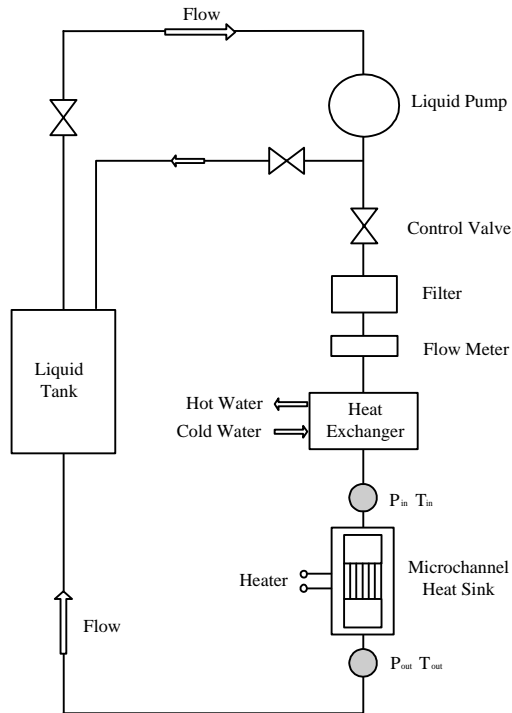 Flow
Liquid Pump
Control Valve
Filter
Flow Meter
Liquid
Tank
Hot Water
Cold Water
Heat
Exchanger
Pin Tin
Heater
Microchannel
Heat Sink
Flow
Pout Tout